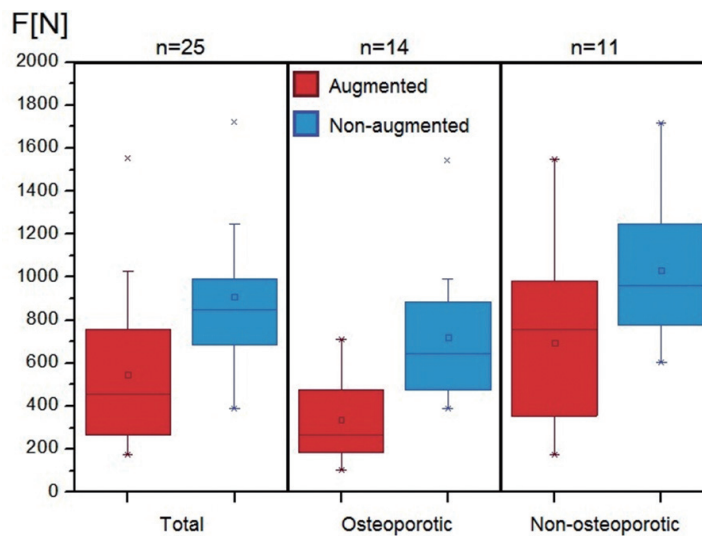 F[N]
n=25 n=14 n=11
2000
1800
1600
1400
1200
1000
800
600
400
200
0
Augmented
Non-augmented
Total Osteoporotic Non-osteoporotic